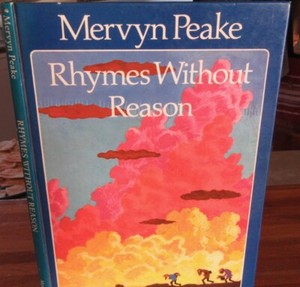 Mervyn Peake
Rhymes Without
Reason
Mervyn Peake
RHYMES WITHOUT REASON